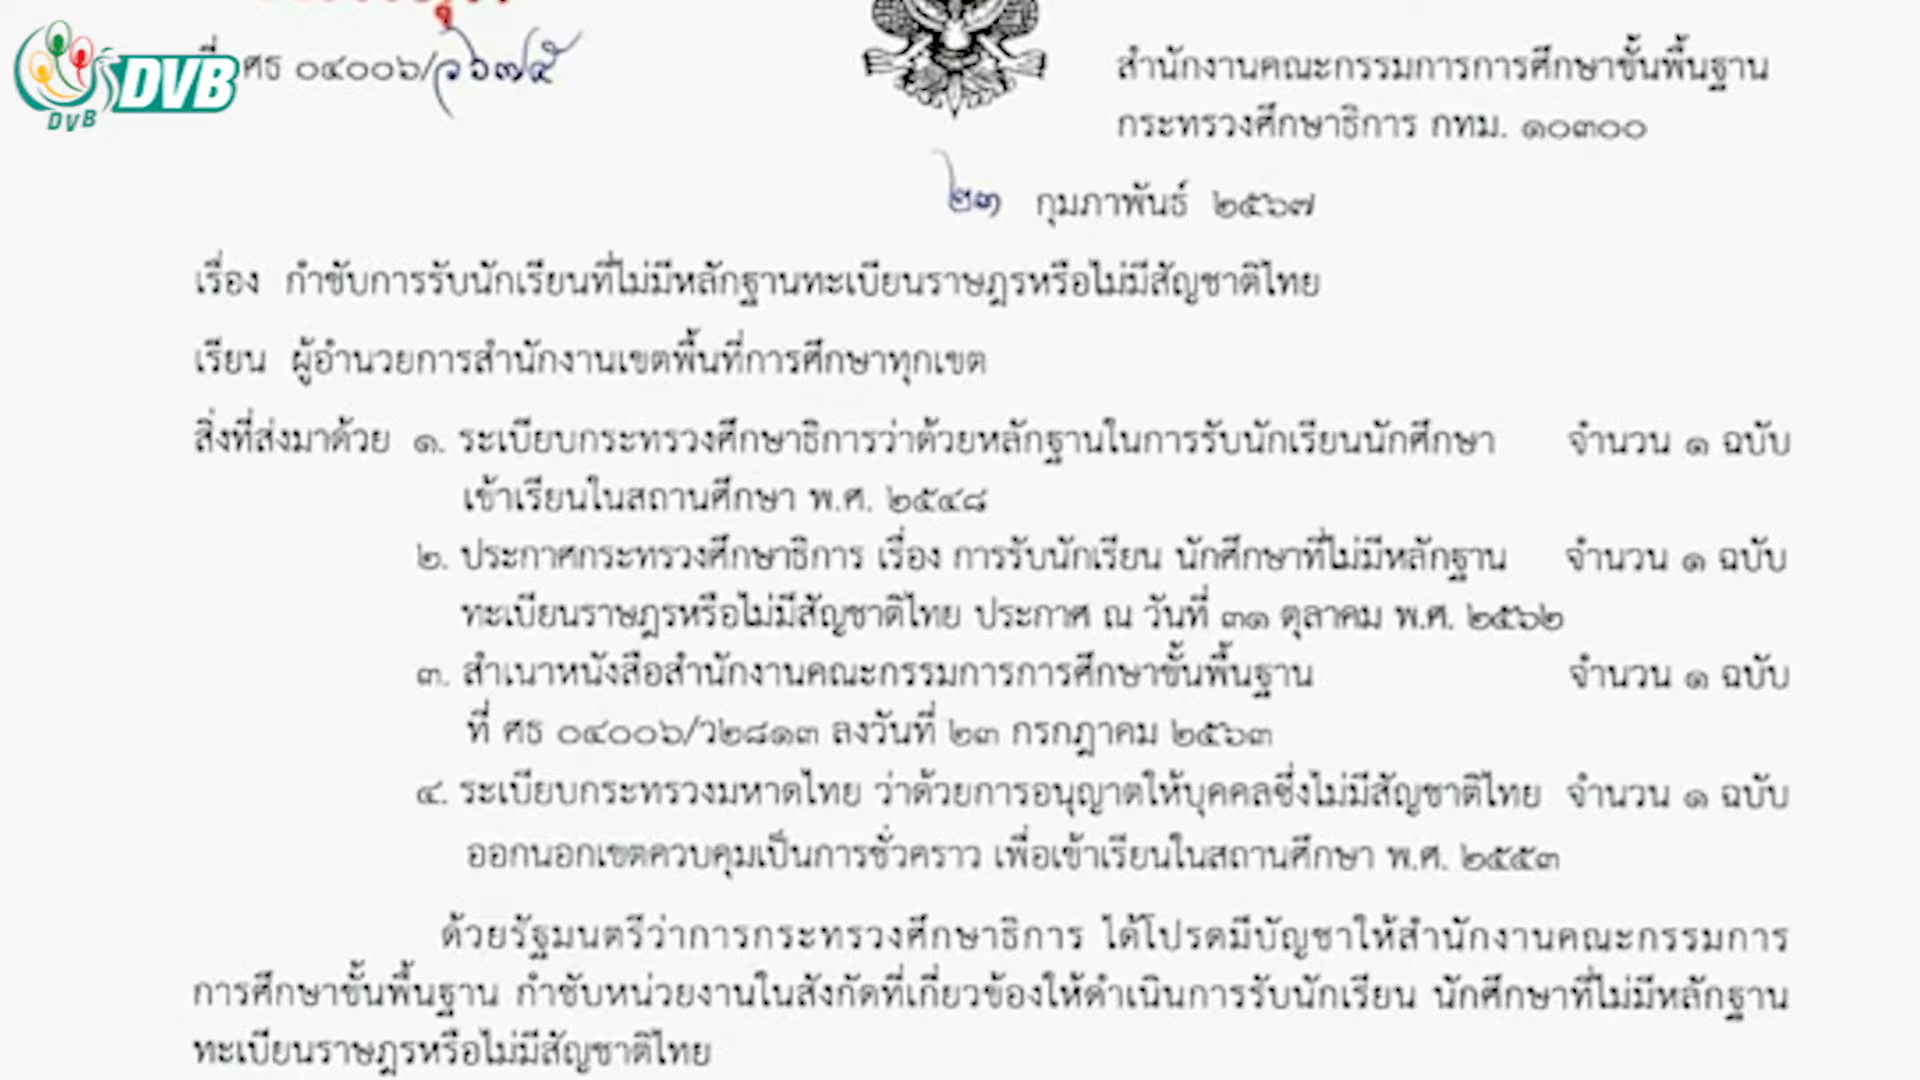 DVB
DVB
ศธ ๐๔๐๐๖/ว๖๗๕
สำนักงานคณะกรรมการการศึกษาขั้นพื้นฐาน
กระทรวงศึกษาธิการ กทม. ๑๐๓๐๐
๒๓ กุมภาพันธ์ ๒๕๖๗
เรื่อง กำชับการรับนักเรียนที่ไม่มีหลักฐานทะเบียนราษฎรหรือไม่มีสัญชาติไทย
เรียน ผู้อำนวยการสำนักงานเขตพื้นที่การศึกษาทุกเขต
สิ่งที่ส่งมาด้วย ๑. ระเบียบกระทรวงศึกษาธิการว่าด้วยหลักฐานในการรับนักเรียนนักศึกษา จำนวน ๑ ฉบับ
เข้าเรียนในสถานศึกษา พ.ศ. ๒๕๔๘
๒. ประกาศกระทรวงศึกษาธิการ เรื่อง การรับนักเรียน นักศึกษาที่ไม่มีหลักฐาน จำนวน ๑ ฉบับ
ทะเบียนราษฎรหรือไม่มีสัญชาติไทย ประกาศ ณ วันที่ ๓๑ ตุลาคม พ.ศ. ๒๕๖๒
๓. สำเนาหนังสือสำนักงานคณะกรรมการการศึกษาขั้นพื้นฐาน จำนวน ๑ ฉบับ
ที่ ศธ ๐๔๐๐๖/ว๒๘๑๓ ลงวันที่ ๒๓ กรกฎาคม ๒๕๖๓
๔. ระเบียบกระทรวงมหาดไทย ว่าด้วยการอนุญาตให้บุคคลซึ่งไม่มีสัญชาติไทย จำนวน ๑ ฉบับ
ออกนอกเขตควบคุมเป็นการชั่วคราว เพื่อเข้าเรียนในสถานศึกษา พ.ศ. ๒๕๕๓
ด้วยรัฐมนตรีว่าการกระทรวงศึกษาธิการ ได้โปรดมีบัญชาให้สำนักงานคณะกรรมการ
การศึกษาขั้นพื้นฐาน กำชับหน่วยงานในสังกัดที่เกี่ยวข้องให้ดำเนินการรับนักเรียน นักศึกษาที่ไม่มีหลักฐาน
ทะเบียนราษฎรหรือไม่มีสัญชาติไทย